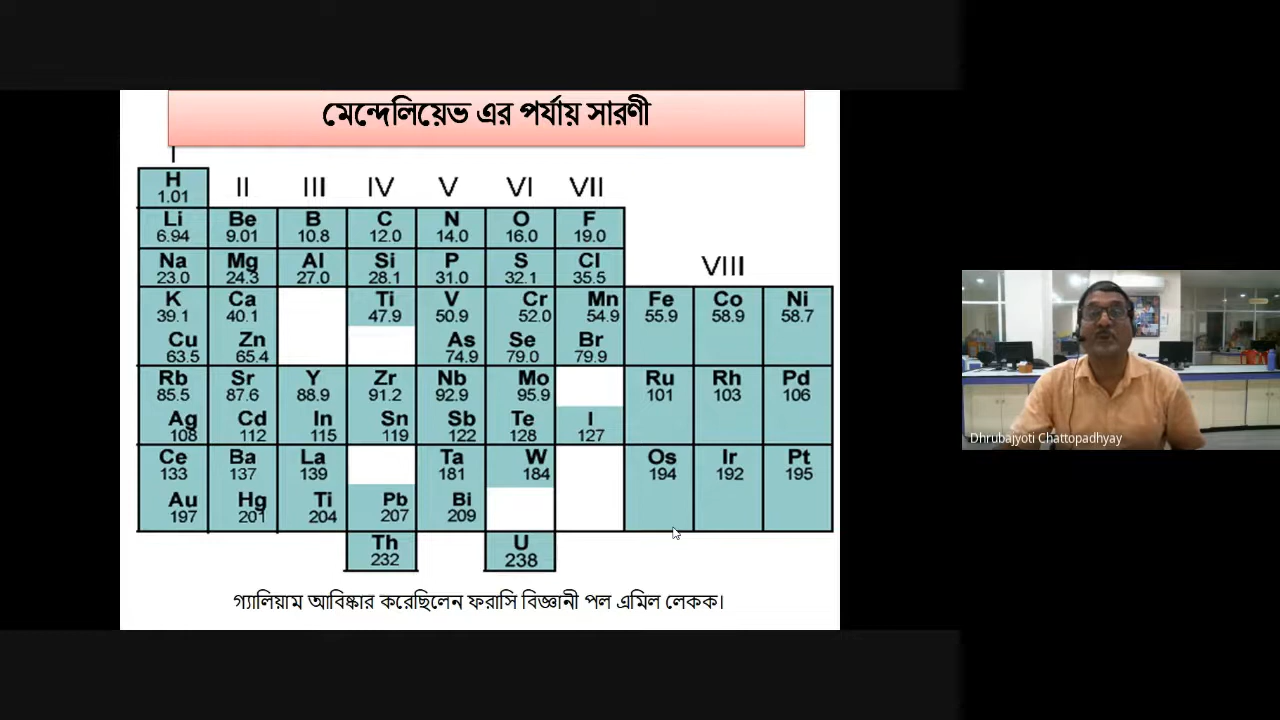 মেন্দেলিয়েভ এর পর্যায় সারণী
I
H II III IV V VI VII
1.01
Li Be B C N O F
6.94 9.01 10.8 12.0 14.0 16.0 19.0
Na Mg Al Si P S Cl VIII
23.0 24.3 27.0 28.1 31.0 32.1 35.5
K Ca Ti V Cr Mn Fe Co Ni
39.1 40.1 47.9 50.9 52.0 54.9 55.9 58.9 58.7
Cu Zn As Se Br
63.5 65.4 74.9 79.0 79.9
Rb Sr Y Zr Nb Mo Ru Rh Pd
85.5 87.6 88.9 91.2 92.9 95.9 101 103 106
Ag Cd In Sn Sb Te I
108 112 115 119 122 128 127
Ce Ba La Ta W Os Ir Pt
133 137 139 181 184 194 192 195
Au Hg Ti Pb Bi
197 201 204 207 209
Th U
232 238
গ্যালিয়াম আবিষ্কার করেছিলেন ফরাসি বিজ্ঞানী পল এমিল লেকক।
Dhrubajyoti Chattopadhyay